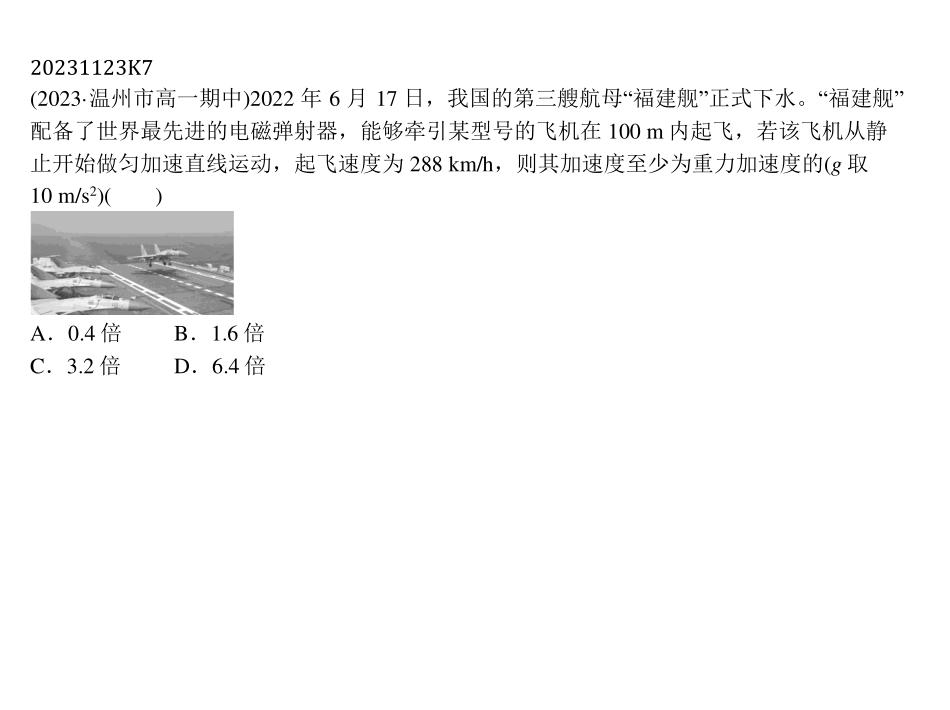 20231123K7
(2023·温州市高一期中)2022 年 6 月 17 日，我国的第三艘航母“福建舰”正式下水。“福建舰”
配备了世界最先进的电磁弹射器，能够牵引某型号的飞机在 100 m 内起飞，若该飞机从静
止开始做匀加速直线运动，起飞速度为 288 km/h，则其加速度至少为重力加速度的(g 取
10 m/s²)(　　)
A．0.4 倍　　B．1.6 倍
C．3.2 倍　　D．6.4 倍